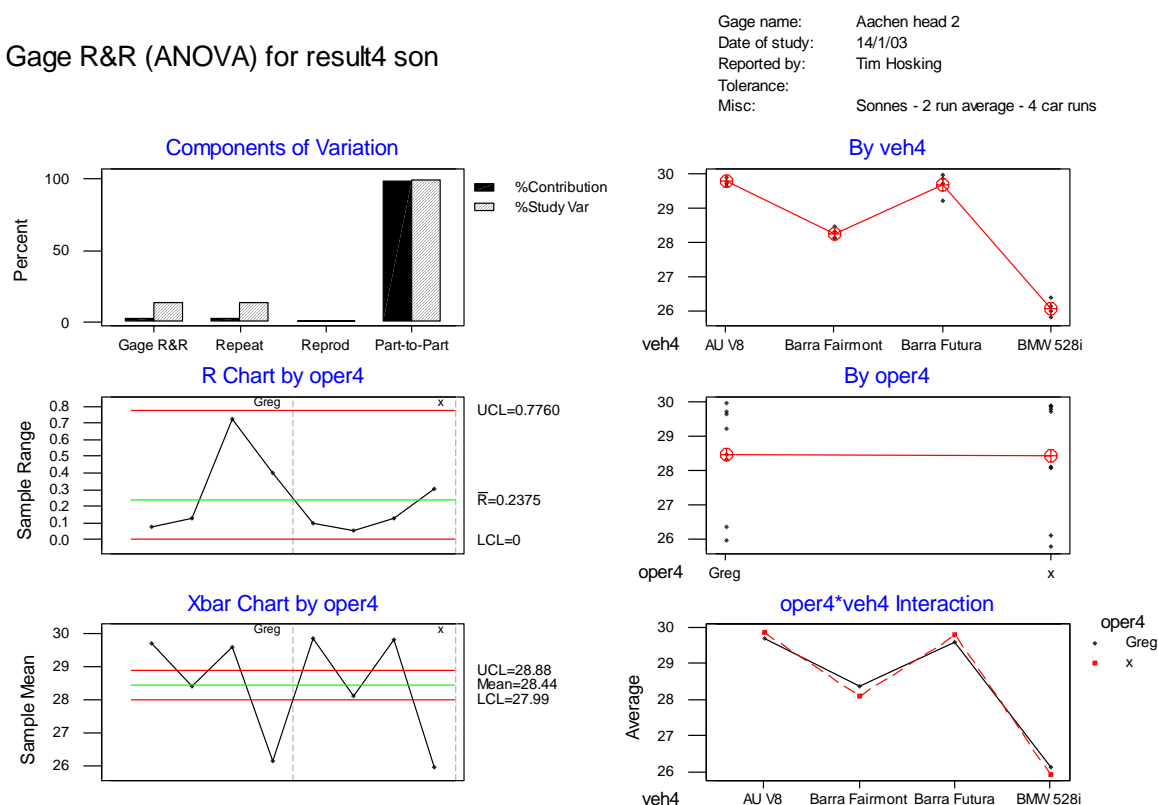 Gage R&R (ANOVA) for result4 son
Gage name: Aachen head 2
Date of study: 14/1/03
Reported by: Tim Hosking
Tolerance:
Misc: Sonnes - 2 run average - 4 car runs
Components of Variation
Percent
100
50
0
Gage R&R Repeat Reprod Part-to-Part
%Contribution
%Study Var
By veh4
30
29
28
27
26
veh4 AU V8 Barra Fairmont Barra Futura BMW 528i
R Chart by oper4
Sample Range
Greg x
0.8
0.7
0.6
0.5
0.4
0.3
0.2
0.1
0.0
UCL=0.7760
R=0.2375
LCL=0
By oper4
30
29
28
27
26
oper4 Greg x
Xbar Chart by oper4
Sample Mean
Greg x
30
29
28
27
26
UCL=28.88
Mean=28.44
LCL=27.99
oper4*veh4 Interaction
Average
30
29
28
27
26
veh4 AU V8 Barra Fairmont Barra Futura BMW 528i
oper4
Greg
x